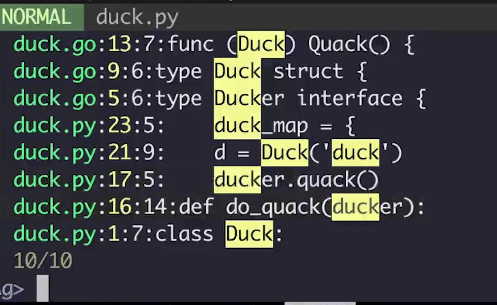 NORMAL duck.py
duck.go:13:7:func (Duck) Quack() {
duck.go:9:6:type Duck struct {
duck.go:5:6:type Ducker interface {
duck.py:23:5:    duck_map = {
duck.py:21:9:    d = Duck('duck')
duck.py:17:5:    ducker.quack()
duck.py:16:14:def do_quack(ducker):
duck.py:1:7:class Duck:
10/10
g>